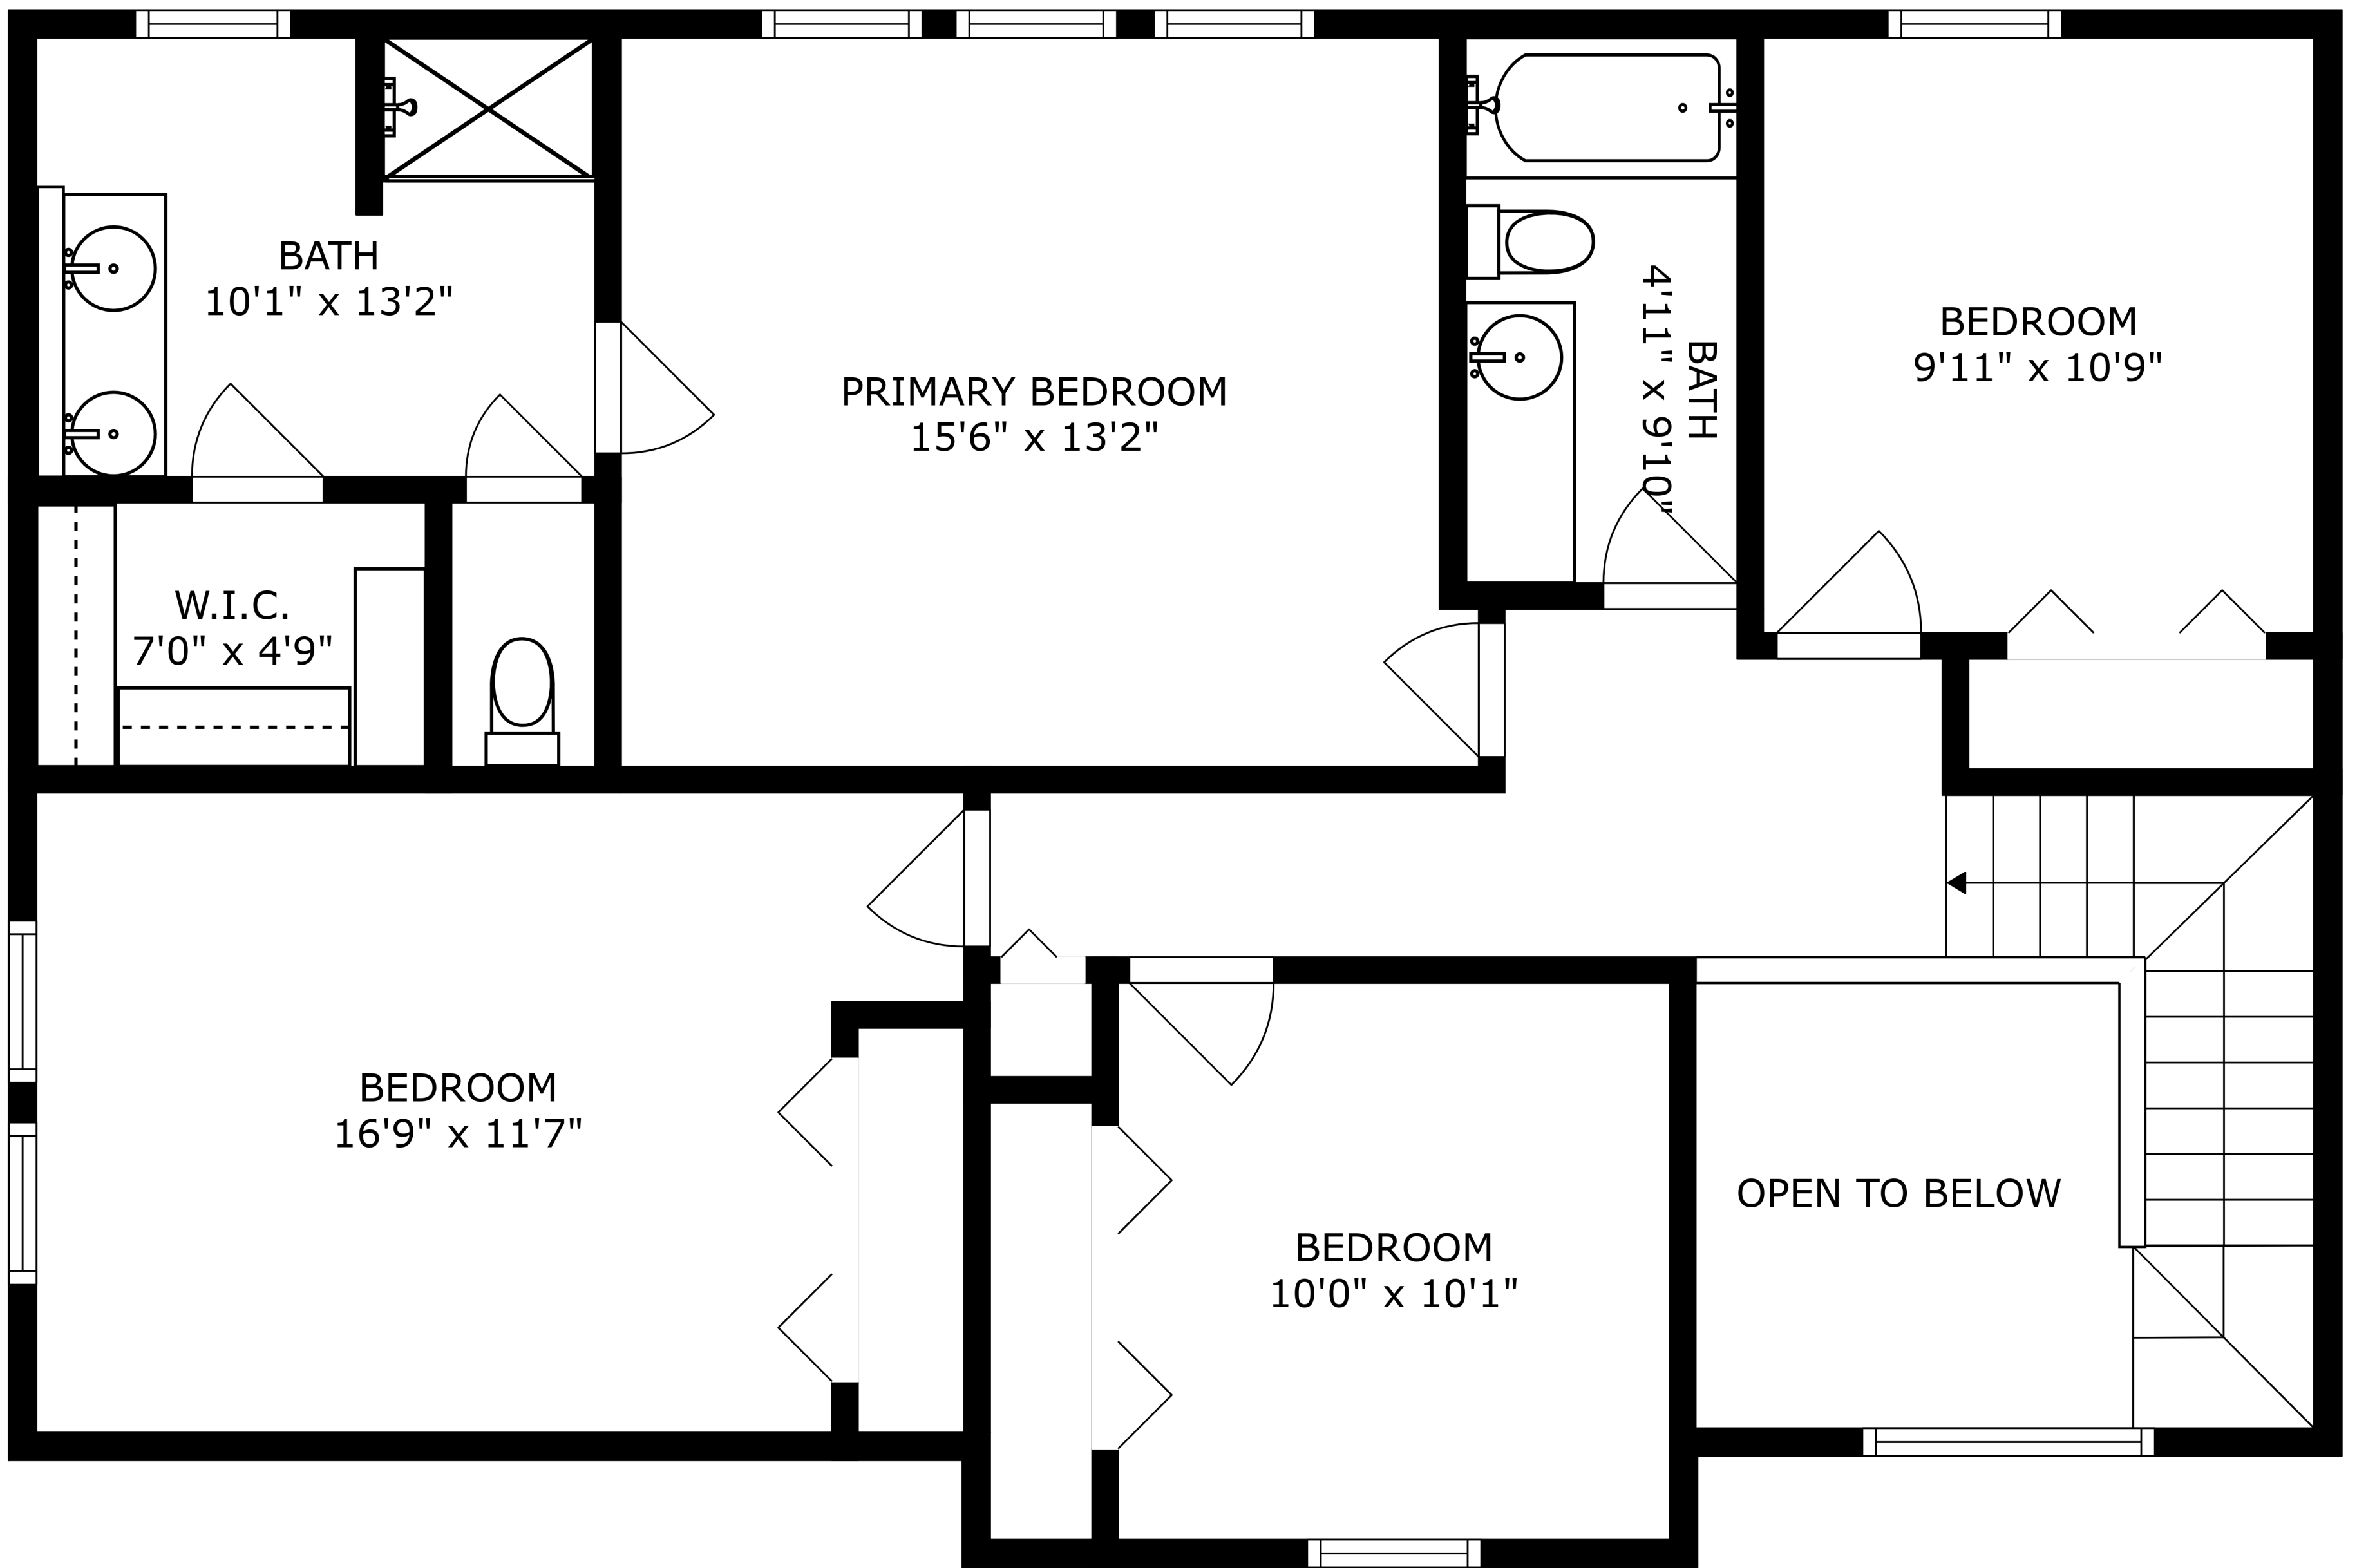 BATH
10'1" x 13'2"
PRIMARY BEDROOM
15'6" x 13'2"
BATH
4'11" x 9'10"
BEDROOM
9'11" x 10'9"
W.I.C.
7'0" x 4'9"
BEDROOM
16'9" x 11'7"
BEDROOM
10'0" x 10'1"
OPEN TO BELOW